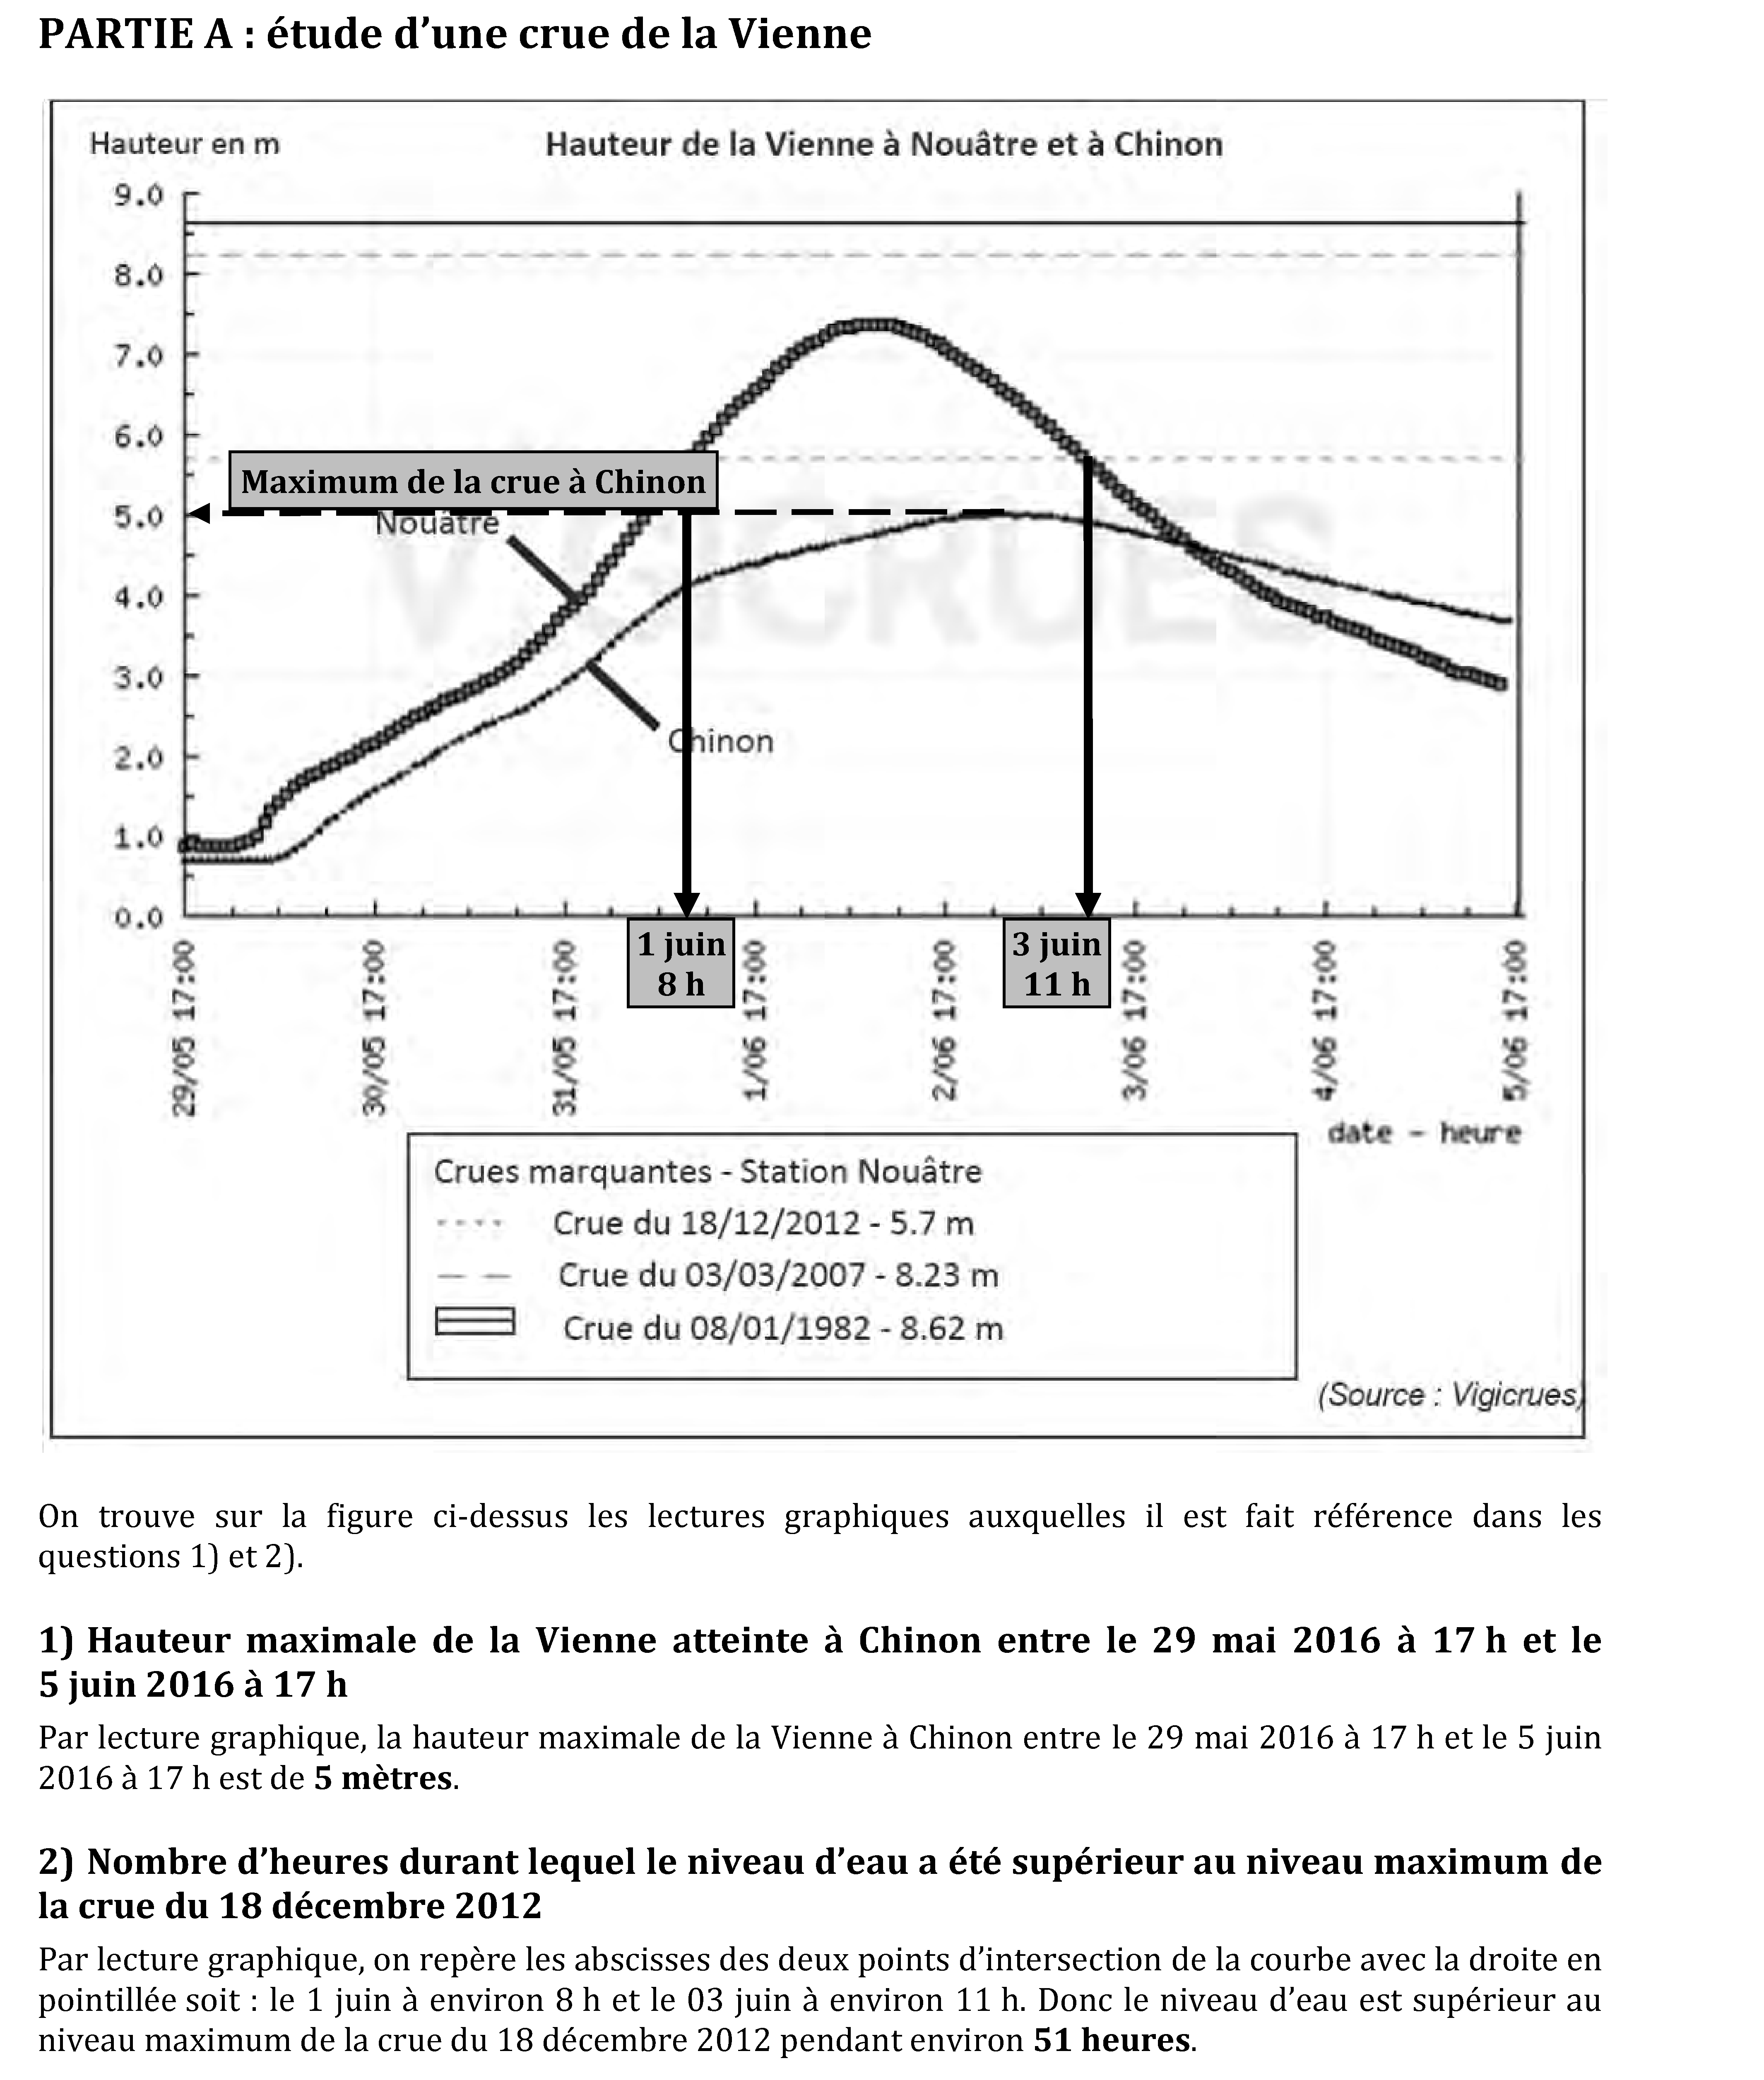 PARTIE A : étude d’une crue de la Vienne
Hauteur en m
Hauteur de la Vienne à Nouâtre et à Chinon
9.0
8.0
7.0
6.0
Maximum de la crue à Chinon
5.0
Nouâtre
VIGICRUES
4.0
3.0
Chinon
2.0
1.0
0.0
29/05 17:00
30/05 17:00
31/05 17:00
1 juin
8 h
1/06 17:00
2/06 17:00
3 juin
11 h
3/06 17:00
4/06 17:00
5/06 17:00
date - heure
Crues marquantes - Station Nouâtre
Crue du 18/12/2012 - 5.7 m
Crue du 03/03/2007 - 8.23 m
Crue du 08/01/1982 - 8.62 m
(Source : Vigicrues)
On trouve sur la figure ci-dessus les lectures graphiques auxquelles il est fait référence dans les
questions 1) et 2).
1) Hauteur maximale de la Vienne atteinte à Chinon entre le 29 mai 2016 à 17 h et le
5 juin 2016 à 17 h
Par lecture graphique, la hauteur maximale de la Vienne à Chinon entre le 29 mai 2016 à 17 h et le 5 juin
2016 à 17 h est de 5 mètres.
2) Nombre d’heures durant lequel le niveau d’eau a été supérieur au niveau maximum de
la crue du 18 décembre 2012
Par lecture graphique, on repère les abscisses des deux points d’intersection de la courbe avec la droite en
pointillée soit : le 1 juin à environ 8 h et le 03 juin à environ 11 h. Donc le niveau d’eau est supérieur au
niveau maximum de la crue du 18 décembre 2012 pendant environ 51 heures.